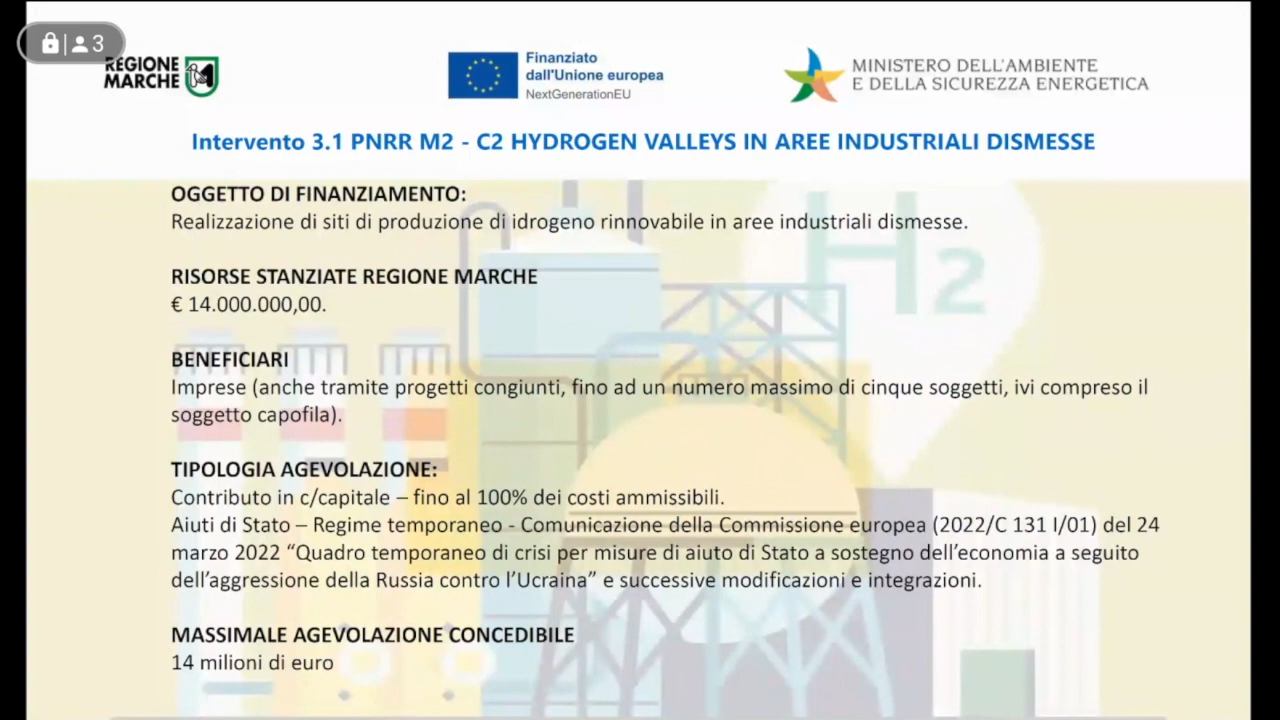 3
REGIONE
MARCHE
Finanziato
dall'Unione europea
NextGenerationEU
MINISTERO DELL'AMBIENTE
E DELLA SICUREZZA ENERGETICA
Intervento 3.1 PNRR M2 - C2 HYDROGEN VALLEYS IN AREE INDUSTRIALI DISMESSE
H2
OGGETTO DI FINANZIAMENTO:
Realizzazione di siti di produzione di idrogeno rinnovabile in aree industriali dismesse.
RISORSE STANZIATE REGIONE MARCHE
€ 14.000.000,00.
BENEFICIARI
Imprese (anche tramite progetti congiunti, fino ad un numero massimo di cinque soggetti, ivi compreso il
soggetto capofila).
TIPOLOGIA AGEVOLAZIONE:
Contributo in c/capitale – fino al 100% dei costi ammissibili.
Aiuti di Stato – Regime temporaneo - Comunicazione della Commissione europea (2022/C 131 I/01) del 24
marzo 2022 “Quadro temporaneo di crisi per misure di aiuto di Stato a sostegno dell’economia a seguito
dell’aggressione della Russia contro l’Ucraina” e successive modificazioni e integrazioni.
MASSIMALE AGEVOLAZIONE CONCEDIBILE
14 milioni di euro